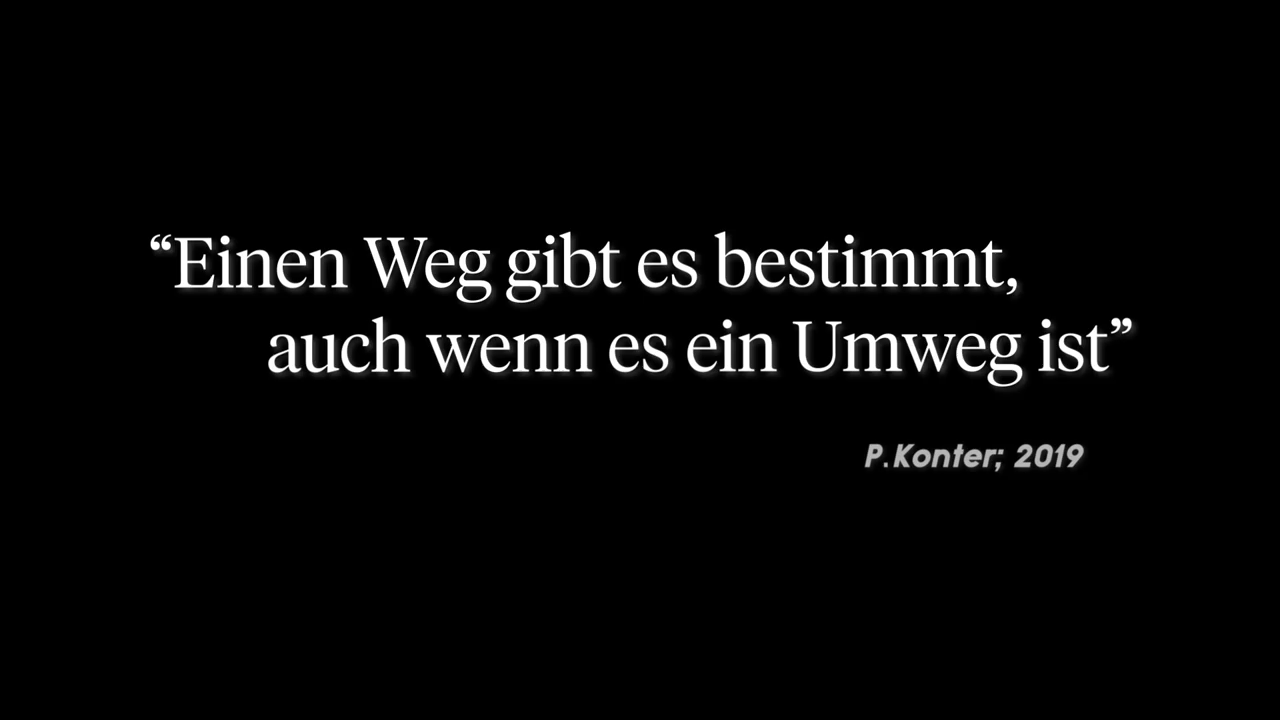 “Einen Weg gibt es bestimmt,
auch wenn es ein Umweg ist”
P.Konter; 2019